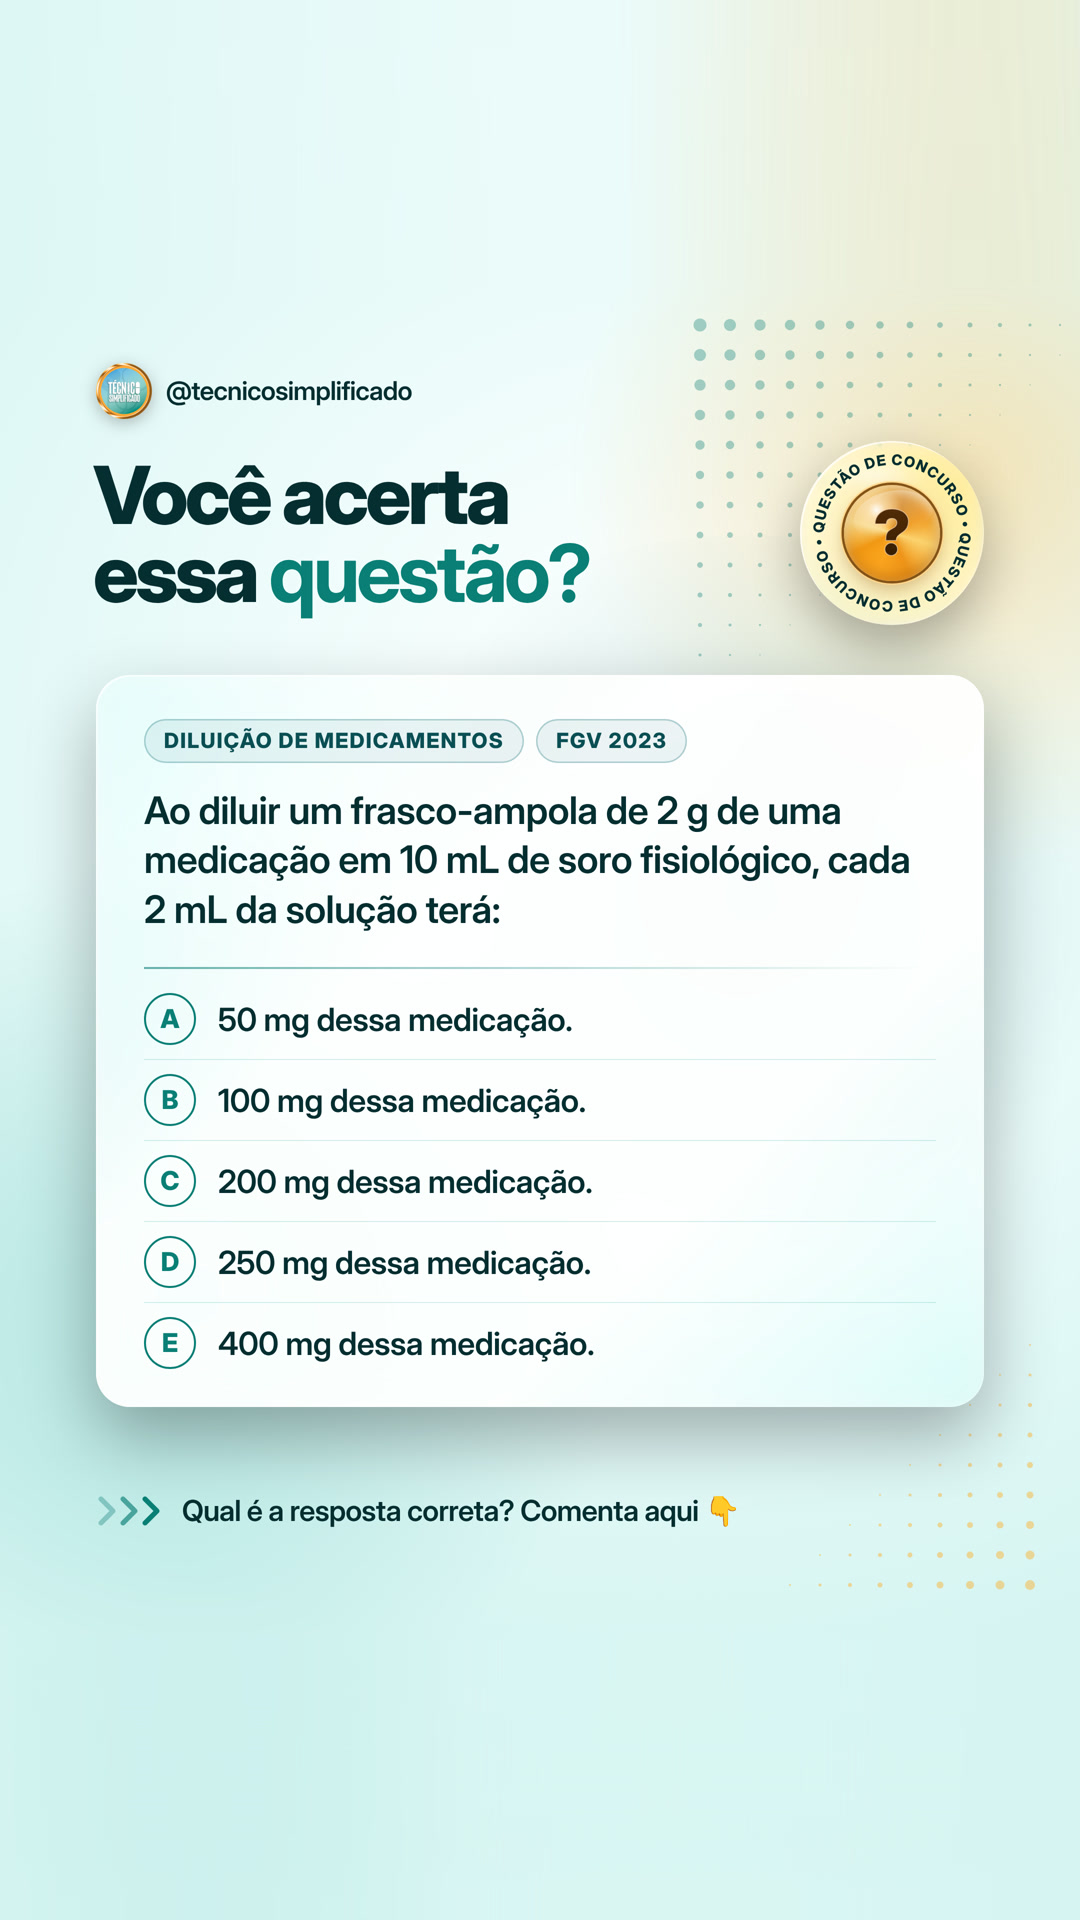 TÉCNICO
SIMPLIFICADO
@tecnicosimplificado
Você acerta
essa questão?
QUESTÃO DE CONCURSO • QUESTÃO DE CONCURSO •
?
DILUIÇÃO DE MEDICAMENTOS
FGV 2023
Ao diluir um frasco-ampola de 2 g de uma
medicação em 10 mL de soro fisiológico, cada
2 mL da solução terá:
A 50 mg dessa medicação.
B 100 mg dessa medicação.
C 200 mg dessa medicação.
D 250 mg dessa medicação.
E 400 mg dessa medicação.
Qual é a resposta correta? Comenta aqui 👇